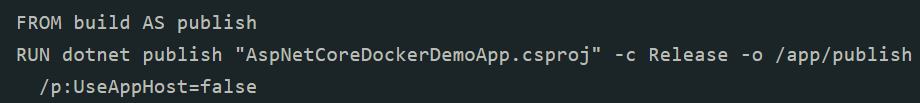 FROM build AS publish
RUN dotnet publish "AspNetCoreDockerDemoApp.csproj" -c Release -o /app/publish
/p:UseAppHost=false